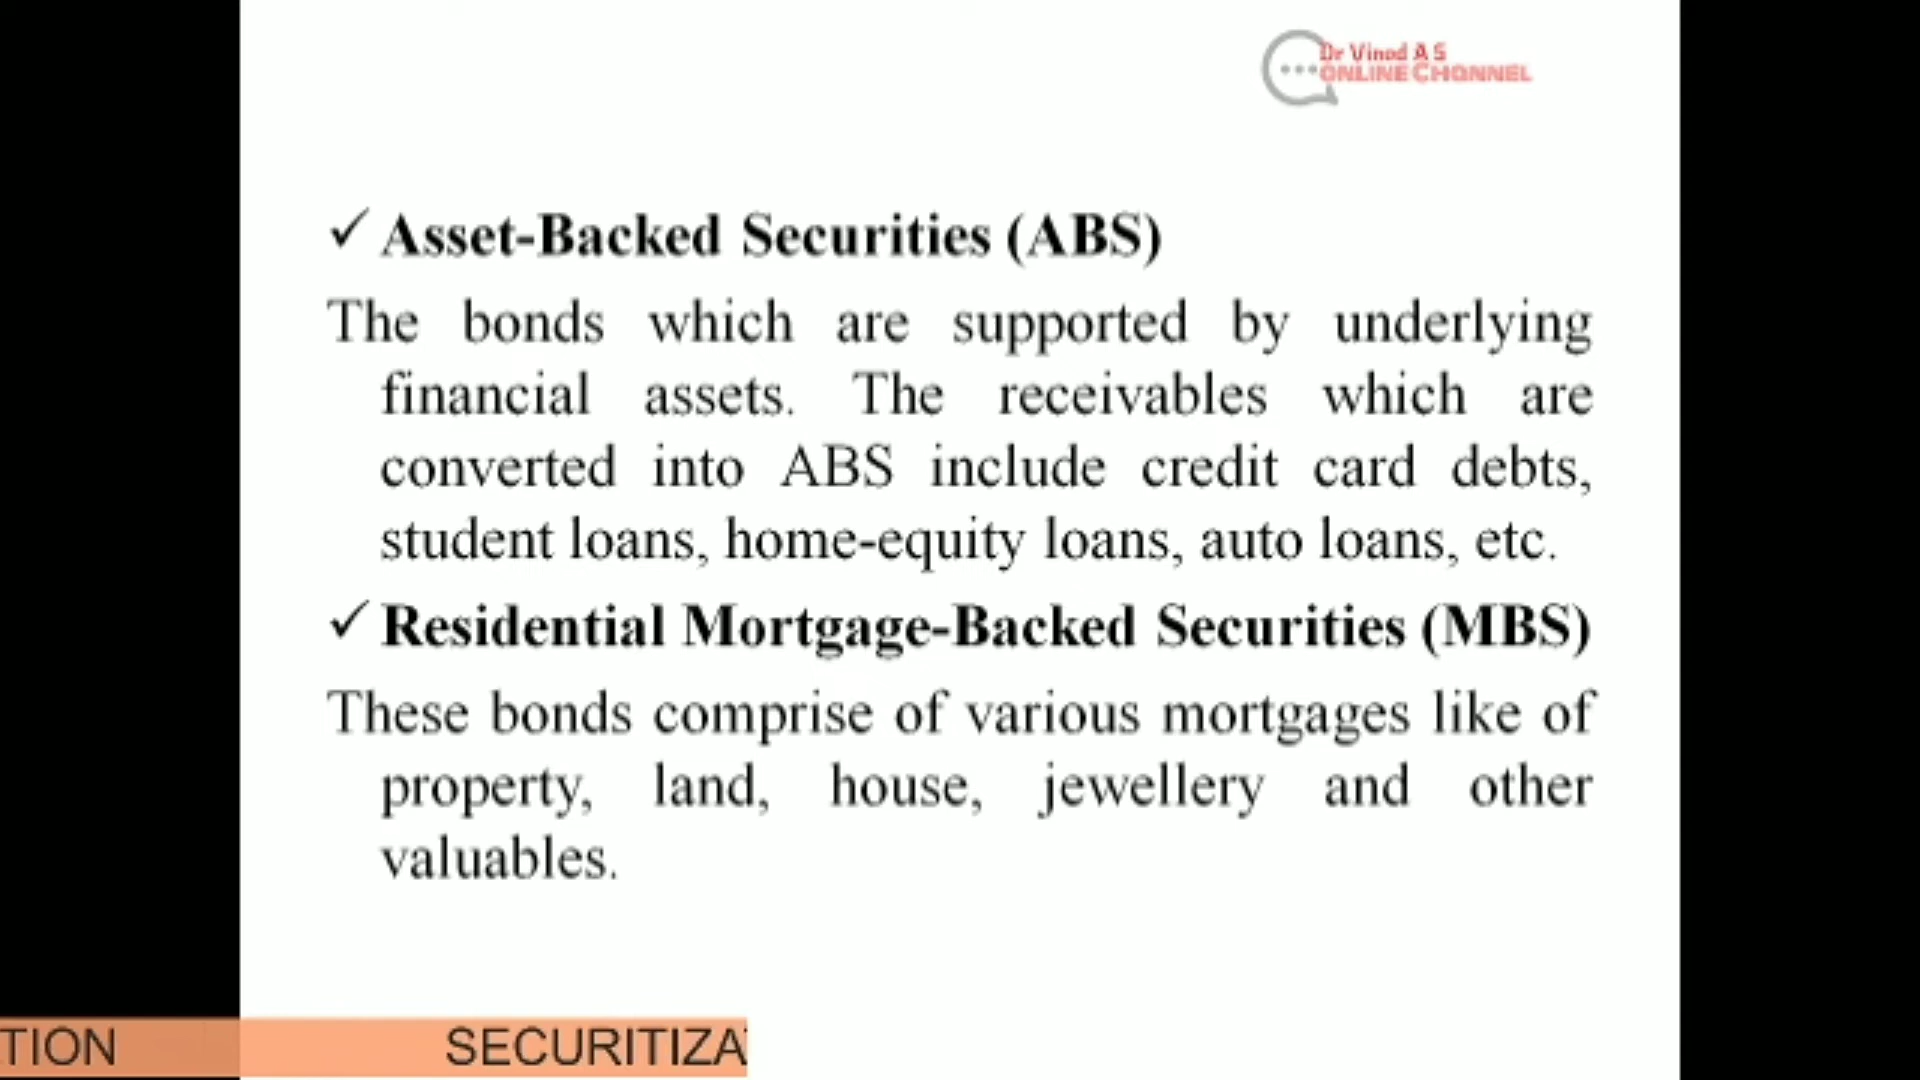 Dr Vinod A S
ONLINE CHANNEL
✓ Asset-Backed Securities (ABS)
The bonds which are supported by underlying
financial assets. The receivables which are
converted into ABS include credit card debts,
student loans, home-equity loans, auto loans, etc.
✓ Residential Mortgage-Backed Securities (MBS)
These bonds comprise of various mortgages like of
property, land, house, jewellery and other
valuables.
TION SECURITIZA